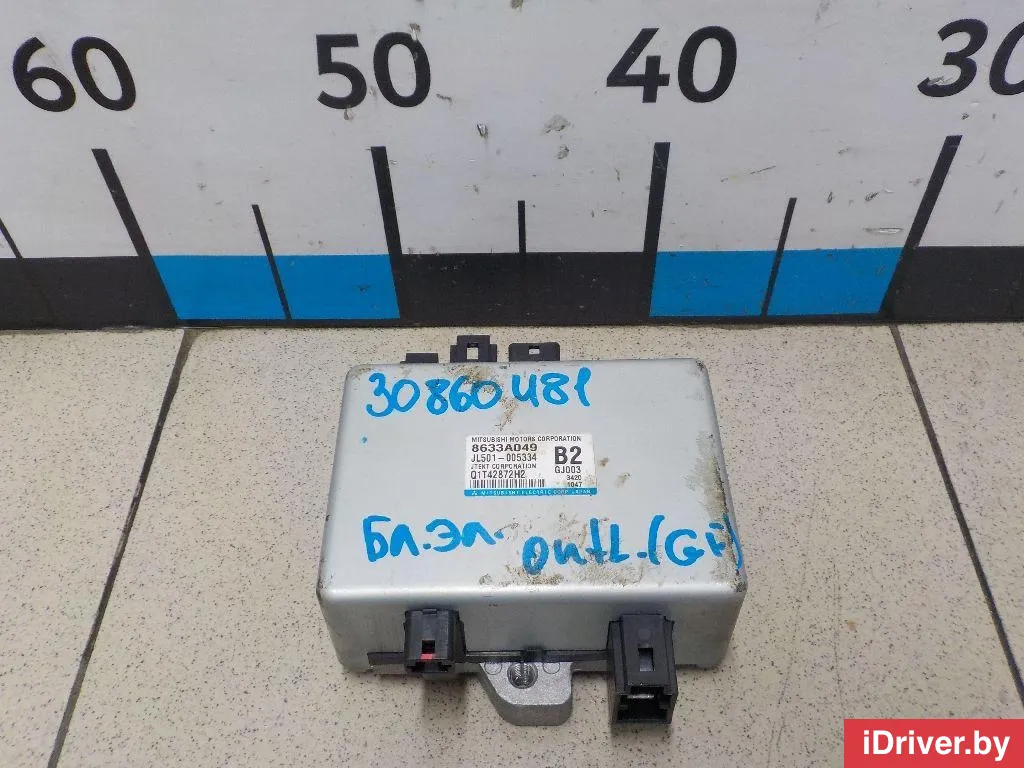 60 50 40 30
30860481
MITSUBISHI MOTORS CORPORATION
8633A049 B2
JL501-005334 GJ003
JTEKT CORPORATION 3420
Q1T42872H2 1047
MITSUBISHI ELECTRIC CORP. JAPAN
Бл.эл. outL.(GF)
iDriver.by